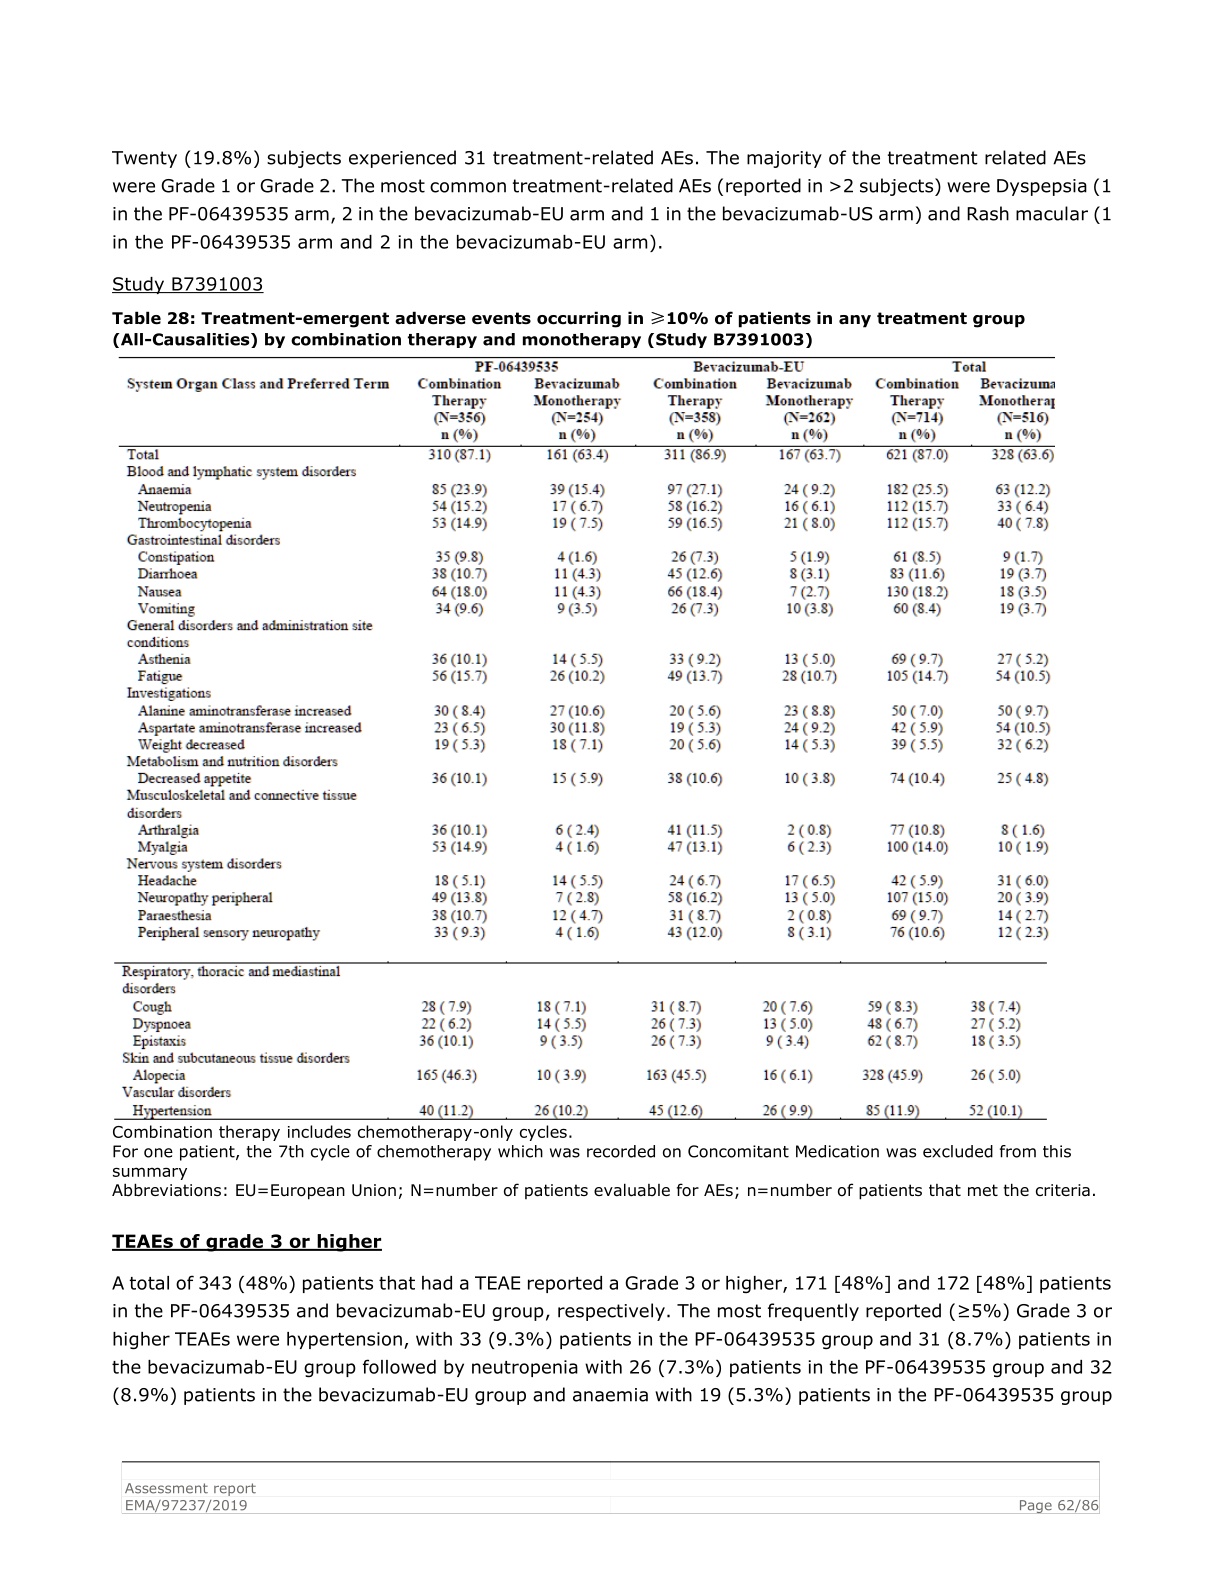 Twenty (19.8%) subjects experienced 31 treatment-related AEs. The majority of the treatment related AEs
were Grade 1 or Grade 2. The most common treatment-related AEs (reported in >2 subjects) were Dyspepsia (1
in the PF-06439535 arm, 2 in the bevacizumab-EU arm and 1 in the bevacizumab-US arm) and Rash macular (1
in the PF-06439535 arm and 2 in the bevacizumab-EU arm).
Study B7391003
Table 28: Treatment-emergent adverse events occurring in ⩾10% of patients in any treatment group
(All-Causalities) by combination therapy and monotherapy (Study B7391003)
PF-06439535 Bevacizumab-EU Total
System Organ Class and Preferred Term Combination Bevacizumab Combination Bevacizumab Combination Bevacizuma
Therapy Monotherapy Therapy Monotherapy Therapy Monotherap
(N=356) (N=254) (N=358) (N=262) (N=714) (N=516)
n (%) n (%) n (%) n (%) n (%) n (%)
Total 310 (87.1) 161 (63.4) 311 (86.9) 167 (63.7) 621 (87.0) 328 (63.6)
Blood and lymphatic system disorders
Anaemia 85 (23.9) 39 (15.4) 97 (27.1) 24 ( 9.2) 182 (25.5) 63 (12.2)
Neutropenia 54 (15.2) 17 ( 6.7) 58 (16.2) 16 ( 6.1) 112 (15.7) 33 ( 6.4)
Thrombocytopenia 53 (14.9) 19 ( 7.5) 59 (16.5) 21 ( 8.0) 112 (15.7) 40 ( 7.8)
Gastrointestinal disorders
Constipation 35 (9.8) 4 (1.6) 26 (7.3) 5 (1.9) 61 (8.5) 9 (1.7)
Diarrhoea 38 (10.7) 11 (4.3) 45 (12.6) 8 (3.1) 83 (11.6) 19 (3.7)
Nausea 64 (18.0) 11 (4.3) 66 (18.4) 7 (2.7) 130 (18.2) 18 (3.5)
Vomiting 34 (9.6) 9 (3.5) 26 (7.3) 10 (3.8) 60 (8.4) 19 (3.7)
General disorders and administration site
conditions
Asthenia 36 (10.1) 14 ( 5.5) 33 ( 9.2) 13 ( 5.0) 69 ( 9.7) 27 ( 5.2)
Fatigue 56 (15.7) 26 (10.2) 49 (13.7) 28 (10.7) 105 (14.7) 54 (10.5)
Investigations
Alanine aminotransferase increased 30 ( 8.4) 27 (10.6) 20 ( 5.6) 23 ( 8.8) 50 ( 7.0) 50 ( 9.7)
Aspartate aminotransferase increased 23 ( 6.5) 30 (11.8) 19 ( 5.3) 24 ( 9.2) 42 ( 5.9) 54 (10.5)
Weight decreased 19 ( 5.3) 18 ( 7.1) 20 ( 5.6) 14 ( 5.3) 39 ( 5.5) 32 ( 6.2)
Metabolism and nutrition disorders
Decreased appetite 36 (10.1) 15 ( 5.9) 38 (10.6) 10 ( 3.8) 74 (10.4) 25 ( 4.8)
Musculoskeletal and connective tissue
disorders
Arthralgia 36 (10.1) 6 ( 2.4) 41 (11.5) 2 ( 0.8) 77 (10.8) 8 ( 1.6)
Myalgia 53 (14.9) 4 ( 1.6) 47 (13.1) 6 ( 2.3) 100 (14.0) 10 ( 1.9)
Nervous system disorders
Headache 18 ( 5.1) 14 ( 5.5) 24 ( 6.7) 17 ( 6.5) 42 ( 5.9) 31 ( 6.0)
Neuropathy peripheral 49 (13.8) 7 ( 2.8) 58 (16.2) 13 ( 5.0) 107 (15.0) 20 ( 3.9)
Paraesthesia 38 (10.7) 12 ( 4.7) 31 ( 8.7) 2 ( 0.8) 69 ( 9.7) 14 ( 2.7)
Peripheral sensory neuropathy 33 ( 9.3) 4 ( 1.6) 43 (12.0) 8 ( 3.1) 76 (10.6) 12 ( 2.3)
Respiratory, thoracic and mediastinal
disorders
Cough 28 ( 7.9) 18 ( 7.1) 31 ( 8.7) 20 ( 7.6) 59 ( 8.3) 38 ( 7.4)
Dyspnoea 22 ( 6.2) 14 ( 5.5) 26 ( 7.3) 13 ( 5.0) 48 ( 6.7) 27 ( 5.2)
Epistaxis 36 (10.1) 9 ( 3.5) 26 ( 7.3) 9 ( 3.4) 62 ( 8.7) 18 ( 3.5)
Skin and subcutaneous tissue disorders
Alopecia 165 (46.3) 10 ( 3.9) 163 (45.5) 16 ( 6.1) 328 (45.9) 26 ( 5.0)
Vascular disorders
Hypertension 40 (11.2) 26 (10.2) 45 (12.6) 26 ( 9.9) 85 (11.9) 52 (10.1)
Combination therapy includes chemotherapy-only cycles.
For one patient, the 7th cycle of chemotherapy which was recorded on Concomitant Medication was excluded from this
summary
Abbreviations: EU=European Union; N=number of patients evaluable for AEs; n=number of patients that met the criteria.
TEAEs of grade 3 or higher
A total of 343 (48%) patients that had a TEAE reported a Grade 3 or higher, 171 [48%] and 172 [48%] patients
in the PF-06439535 and bevacizumab-EU group, respectively. The most frequently reported (≥5%) Grade 3 or
higher TEAEs were hypertension, with 33 (9.3%) patients in the PF-06439535 group and 31 (8.7%) patients in
the bevacizumab-EU group followed by neutropenia with 26 (7.3%) patients in the PF-06439535 group and 32
(8.9%) patients in the bevacizumab-EU group and anaemia with 19 (5.3%) patients in the PF-06439535 group
Assessment report
EMA/97237/2019 Page 62/86